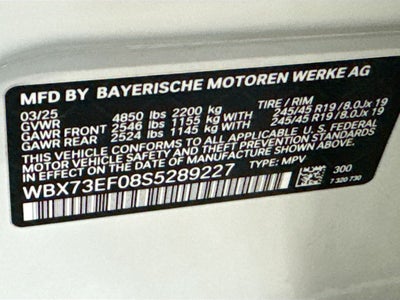 MFD BY BAYERISCHE MOTOREN WERKE AG
03/25
GVWR 4850 lbs 2200 kg TIRE / RIM
GAWR FRONT 2546 lbs 1155 kg WITH 245/45 R19 / 8.0Jx 19
GAWR REAR 2524 lbs 1145 kg WITH 245/45 R19 / 8.0Jx 19
THIS VEHICLE CONFORMS TO ALL APPLICABLE FEDERAL
U.S. MOTOR VEHICLE SAFETY STANDARDS
IN EFFECT ON THE DATE OF MANUFACTURE SHOWN ABOVE.
WBX73EF08S5289227 TYPE: MPV
300
7 320 730